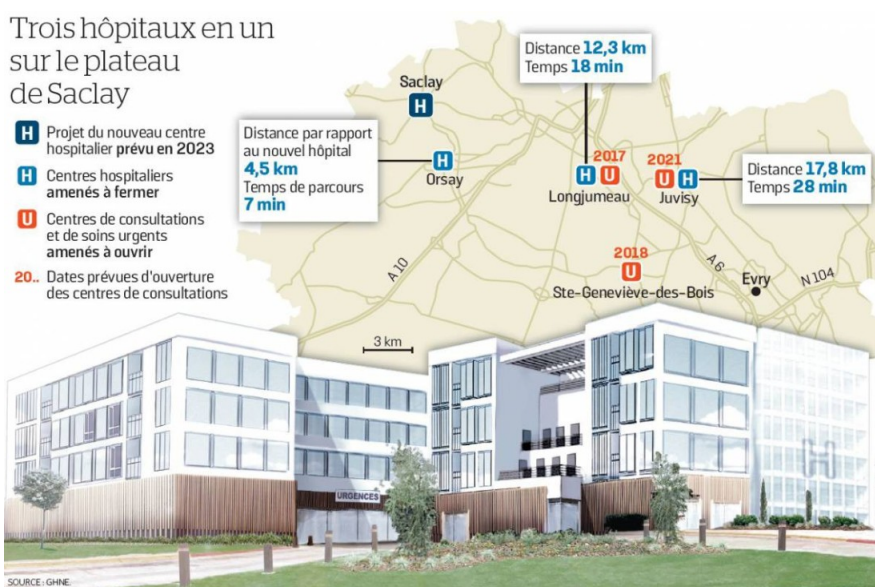 Trois hôpitaux en un
sur le plateau
de Saclay
H Projet du nouveau centre
hospitalier prévu en 2023
H Centres hospitaliers
amenés à fermer
U Centres de consultations
et de soins urgents
amenés à ouvrir
20.. Dates prévues d'ouverture
des centres de consultations
Distance 12,3 km
Temps 18 min
Saclay
H
Distance par rapport
au nouvel hôpital
4,5 km
Temps de parcours
7 min
H
Orsay
2017
H U
Longjumeau
2021
U H
Juvisy
Distance 17,8 km
Temps 28 min
2018
U
Ste-Geneviève-des-Bois
A 10
A 6
Evry
N 104
3 km
URGENCES
H
SOURCE : GHNE.